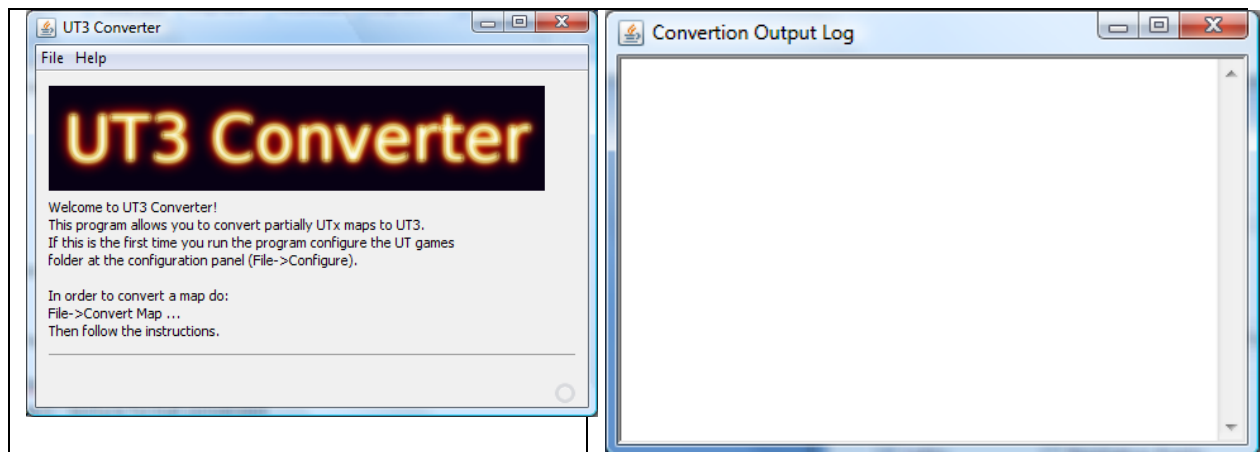 UT3 Converter
File Help
UT3 Converter
Welcome to UT3 Converter!
This program allows you to convert partially UTx maps to UT3.
If this is the first time you run the program configure the UT games
folder at the configuration panel (File->Configure).
In order to convert a map do:
File->Convert Map ...
Then follow the instructions.
Convertion Output Log